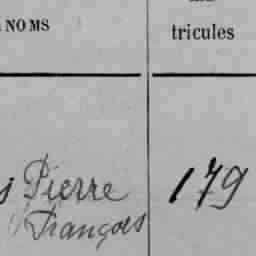 NOMS
tricules
Pierre 179
François